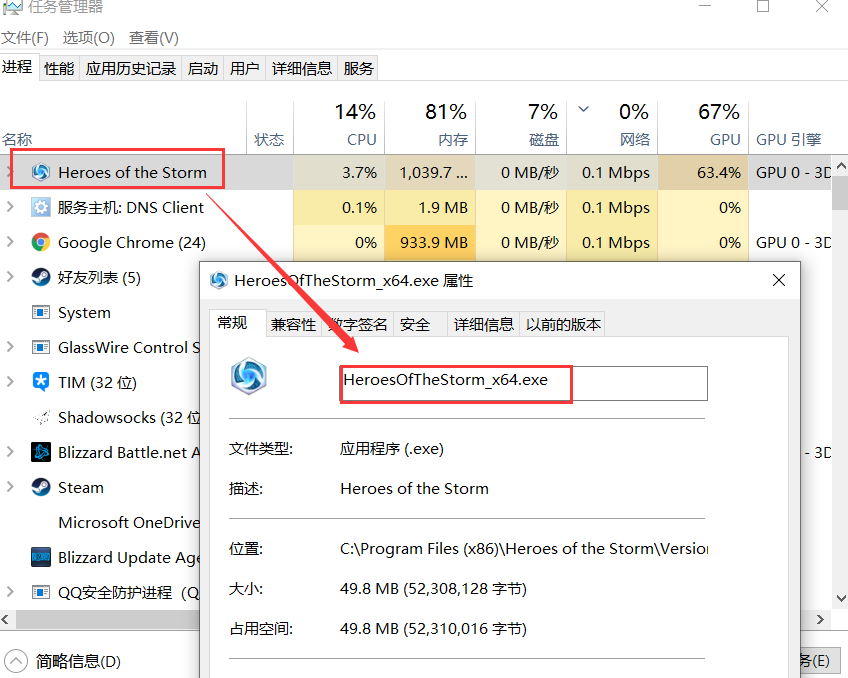 任务管理器
文件(F) 选项(O) 查看(V)
进程 性能 应用历史记录 启动 用户 详细信息 服务
14% 81% 7% 0% 67%
名称 状态 CPU 内存 磁盘 网络 GPU GPU 引擎
Heroes of the Storm 3.7% 1,039.7 ... 0 MB/秒 0.1 Mbps 63.4% GPU 0 - 3D
服务主机: DNS Client 0.1% 1.9 MB 0 MB/秒 0.1 Mbps 0%
Google Chrome (24) 0% 933.9 MB 0 MB/秒 0.1 Mbps 0% GPU 0 - 3D
好友列表 (5)
System
GlassWire Control S
TIM (32 位)
Shadowsocks (32 位
Blizzard Battle.net A - 3D
Steam
Microsoft OneDrive
Blizzard Update Age
QQ安全防护进程 (Q
简略信息(D) 务(E)
HeroesOfTheStorm_x64.exe 属性
常规 兼容性 数字签名 安全 详细信息 以前的版本
HeroesOfTheStorm_x64.exe
文件类型: 应用程序 (.exe)
描述: Heroes of the Storm
位置: C:\Program Files (x86)\Heroes of the Storm\Version
大小: 49.8 MB (52,308,128 字节)
占用空间: 49.8 MB (52,310,016 字节)